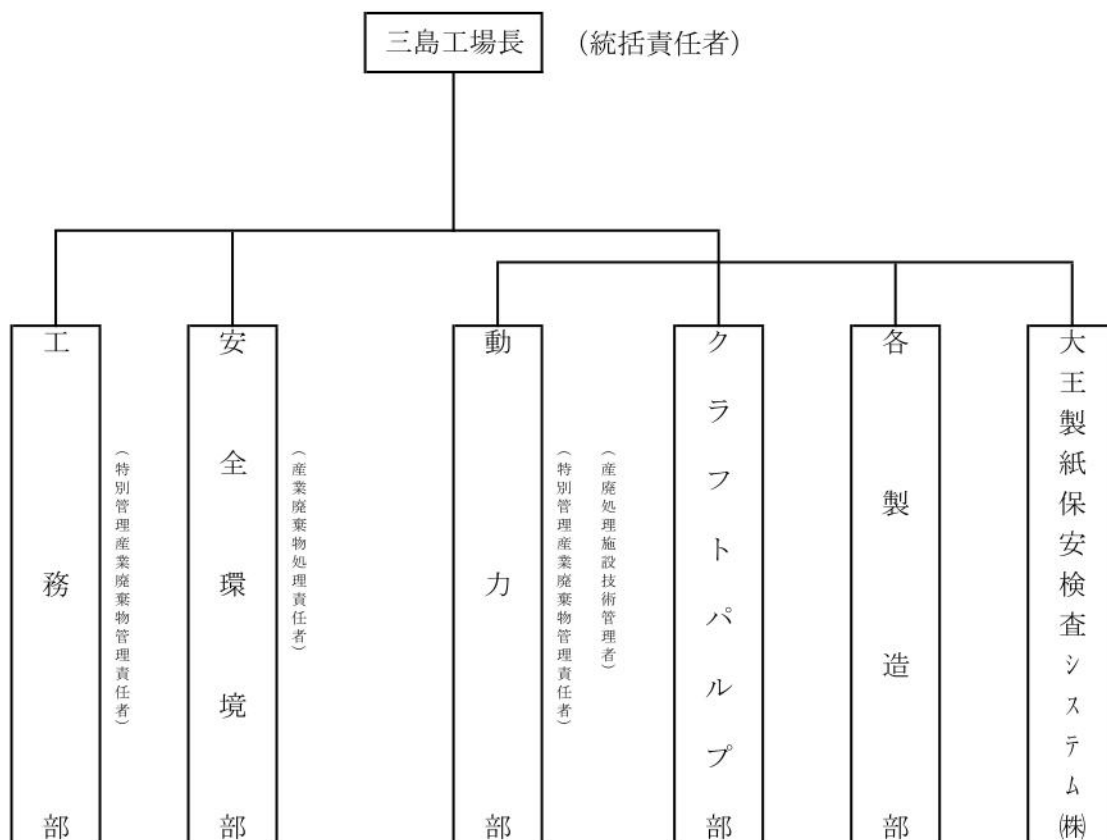 三島工場長
（統括責任者）
工務部
（特別管理産業廃棄物管理責任者）
安全環境部
（産業廃棄物処理責任者）
動力部
（特別管理産業廃棄物管理責任者）
（産廃処理施設技術管理者）
クラフトパルプ部
各製造部
大王製紙保安検査システム㈱